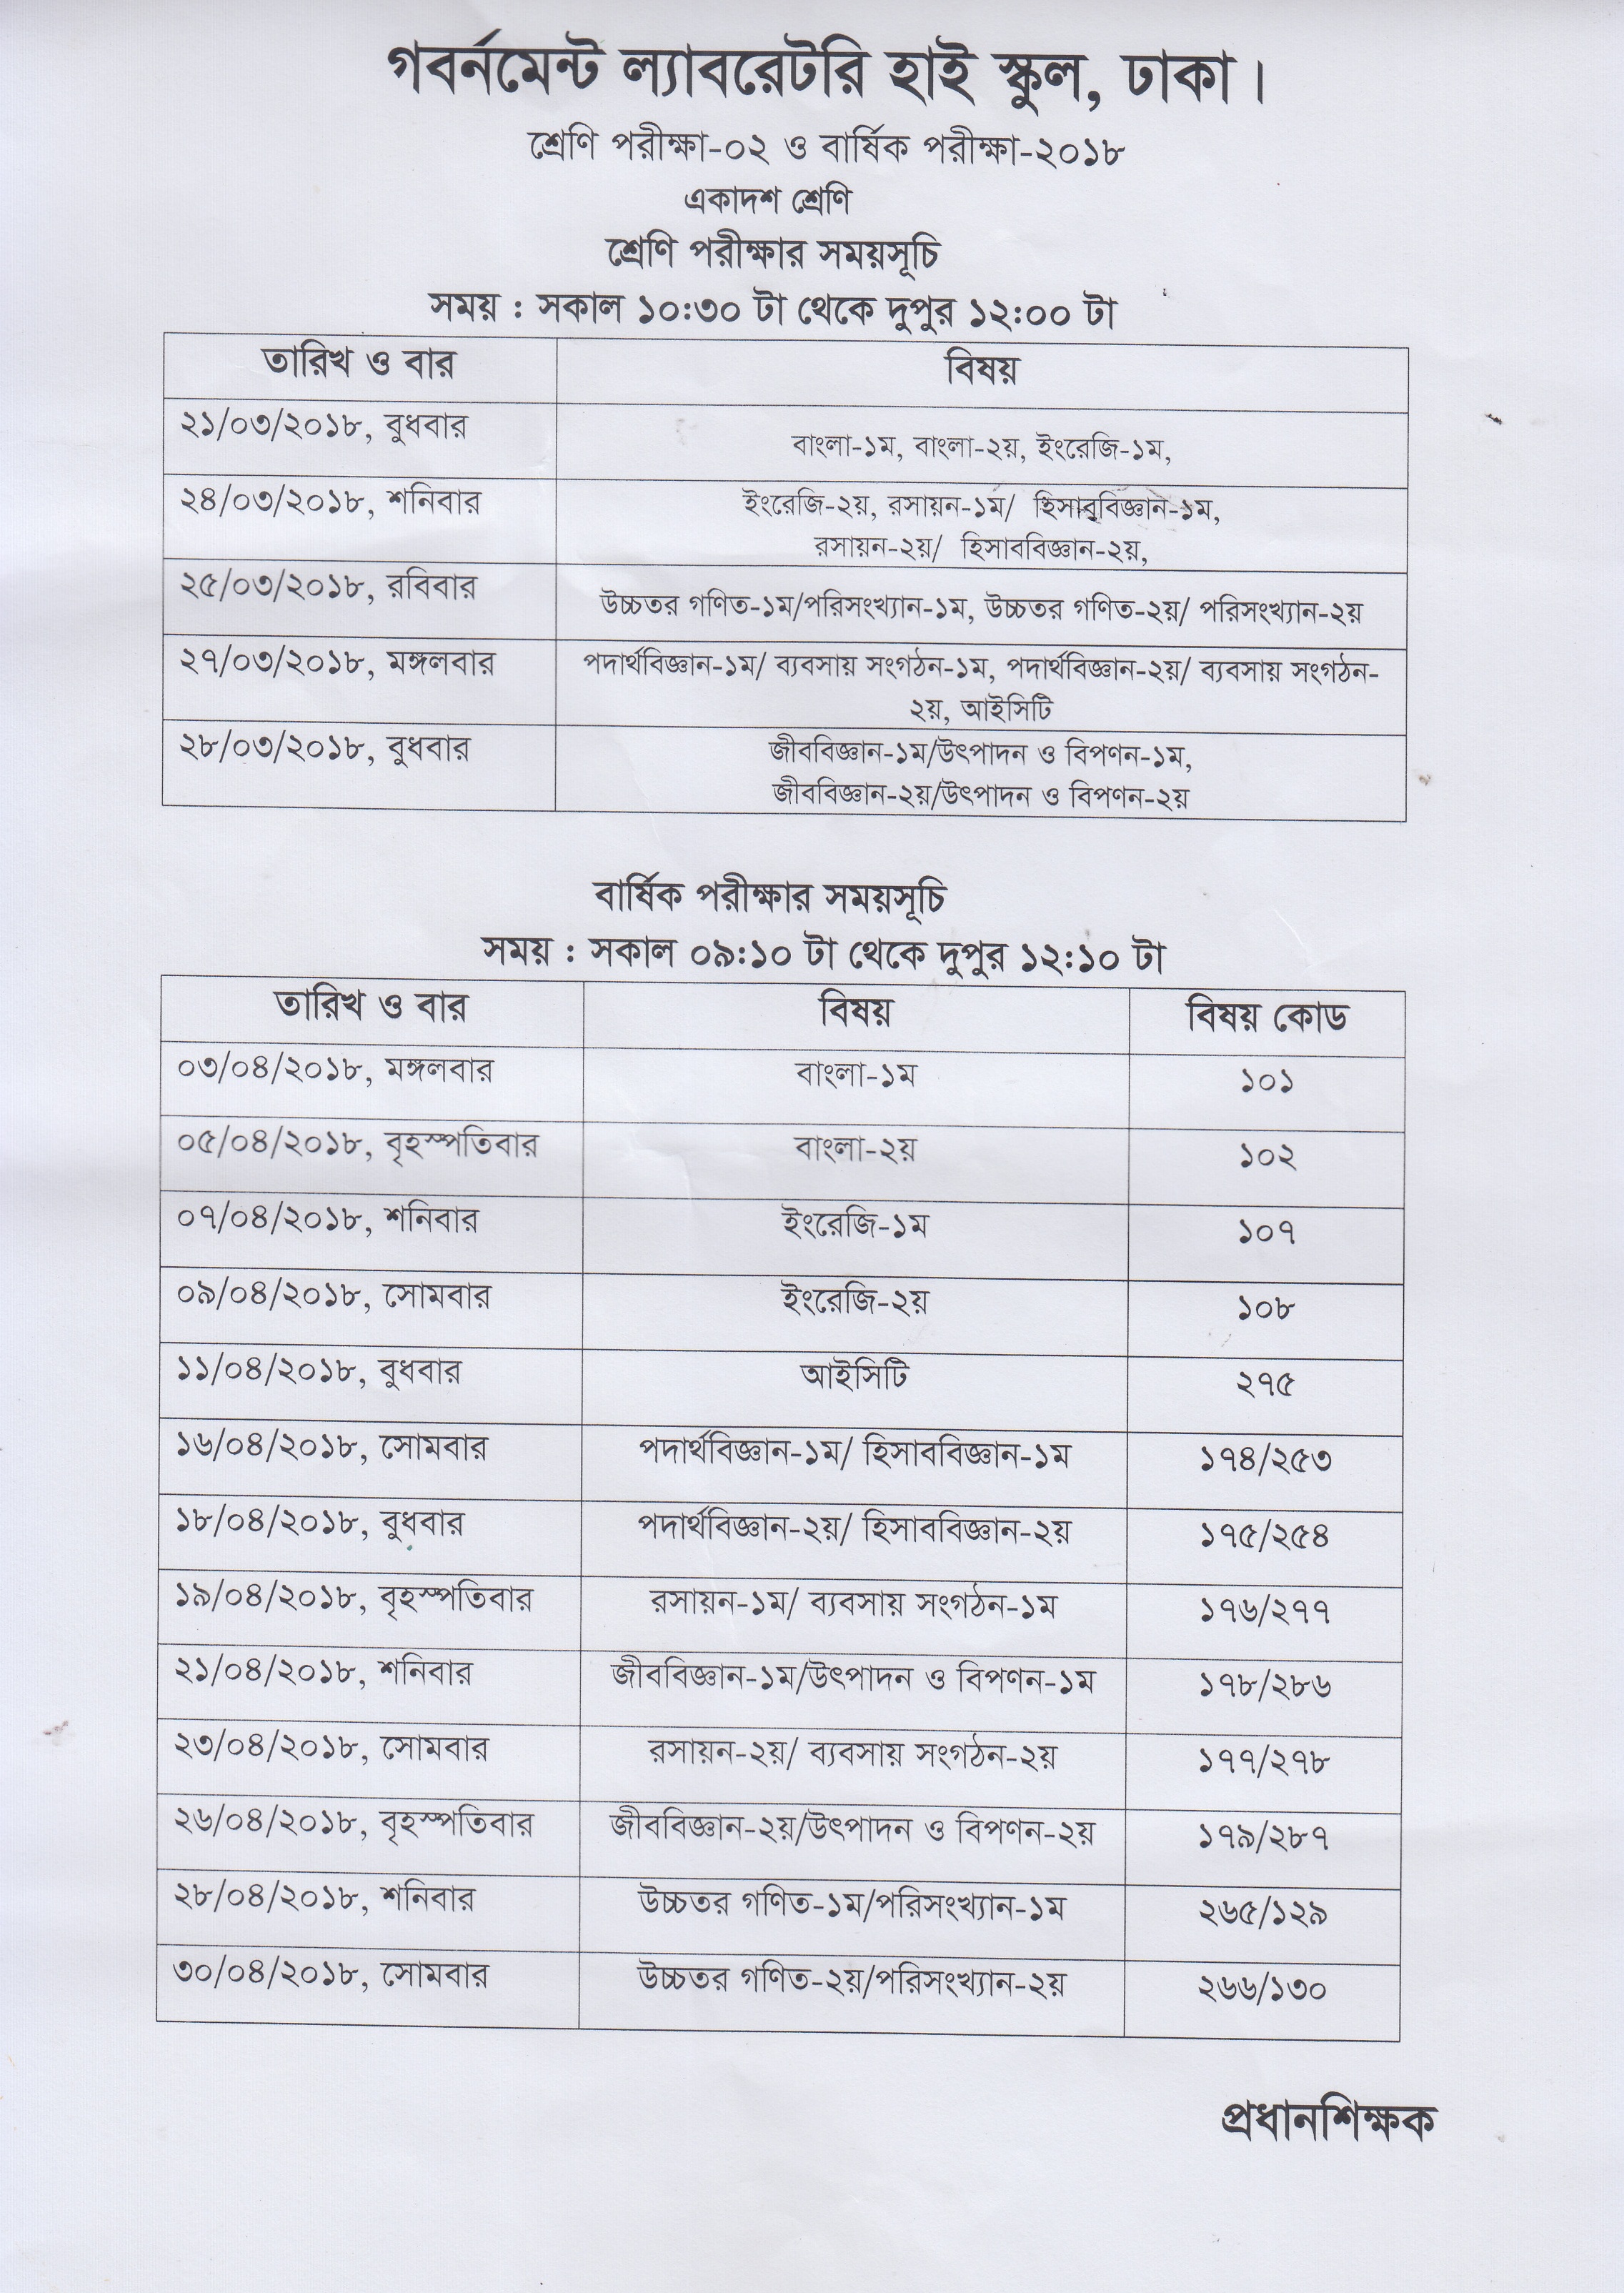 গবর্নমেন্ট ল্যাবরেটরি হাই স্কুল, ঢাকা।
শ্রেণি পরীক্ষা-০২ ও বার্ষিক পরীক্ষা-২০১৮
একাদশ শ্রেণি
শ্রেণি পরীক্ষার সময়সূচি
সময় : সকাল ১০:৩০ টা থেকে দুপুর ১২:০০ টা
তারিখ ও বার বিষয়
২১/০৩/২০১৮, বুধবার বাংলা-১ম, বাংলা-২য়, ইংরেজি-১ম,
২৪/০৩/২০১৮, শনিবার ইংরেজি-২য়, রসায়ন-১ম/ হিসাববিজ্ঞান-১ম,
রসায়ন-২য়/ হিসাববিজ্ঞান-২য়,
২৫/০৩/২০১৮, রবিবার উচ্চতর গণিত-১ম/পরিসংখ্যান-১ম, উচ্চতর গণিত-২য়/ পরিসংখ্যান-২য়
২৭/০৩/২০১৮, মঙ্গলবার পদার্থবিজ্ঞান-১ম/ ব্যবসায় সংগঠন-১ম, পদার্থবিজ্ঞান-২য়/ ব্যবসায় সংগঠন-
২য়, আইসিটি
২৮/০৩/২০১৮, বুধবার জীববিজ্ঞান-১ম/উৎপাদন ও বিপণন-১ম,
জীববিজ্ঞান-২য়/উৎপাদন ও বিপণন-২য়
বার্ষিক পরীক্ষার সময়সূচি
সময় : সকাল ০৯:১০ টা থেকে দুপুর ১২:১০ টা
তারিখ ও বার বিষয় বিষয় কোড
০৩/০৪/২০১৮, মঙ্গলবার বাংলা-১ম ১০১
০৫/০৪/২০১৮, বৃহস্পতিবার বাংলা-২য় ১০২
০৭/০৪/২০১৮, শনিবার ইংরেজি-১ম ১০৭
০৯/০৪/২০১৮, সোমবার ইংরেজি-২য় ১০৮
১১/০৪/২০১৮, বুধবার আইসিটি ২৭৫
১৬/০৪/২০১৮, সোমবার পদার্থবিজ্ঞান-১ম/ হিসাববিজ্ঞান-১ম ১৭৪/২৫৩
১৮/০৪/২০১৮, বুধবার পদার্থবিজ্ঞান-২য়/ হিসাববিজ্ঞান-২য় ১৭৫/২৫৪
১৯/০৪/২০১৮, বৃহস্পতিবার রসায়ন-১ম/ ব্যবসায় সংগঠন-১ম ১৭৬/২৭৭
২১/০৪/২০১৮, শনিবার জীববিজ্ঞান-১ম/উৎপাদন ও বিপণন-১ম ১৭৮/২৮৬
২৩/০৪/২০১৮, সোমবার রসায়ন-২য়/ ব্যবসায় সংগঠন-২য় ১৭৭/২৭৮
২৬/০৪/২০১৮, বৃহস্পতিবার জীববিজ্ঞান-২য়/উৎপাদন ও বিপণন-২য় ১৭৯/২৮৭
২৮/০৪/২০১৮, শনিবার উচ্চতর গণিত-১ম/পরিসংখ্যান-১ম ২৬৫/১২৯
৩০/০৪/২০১৮, সোমবার উচ্চতর গণিত-২য়/পরিসংখ্যান-২য় ২৬৬/১৩০
প্রধানশিক্ষক